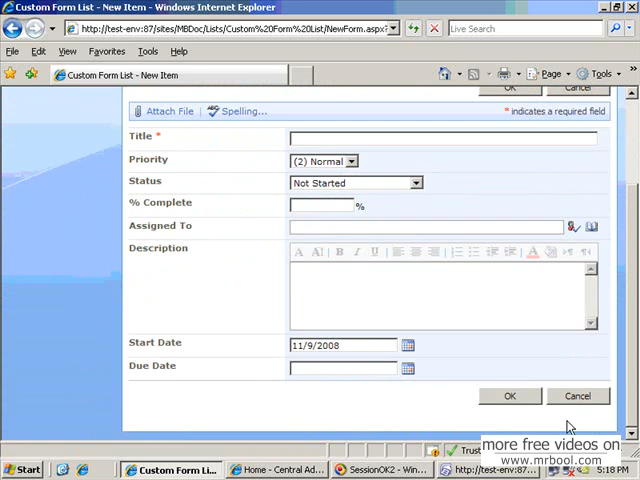 Custom Form List - New Item - Windows Internet Explorer
http://test-env:87/sites/MBDoc/Lists/Custom%20Form%20List/NewForm.aspx?
Live Search
File Edit View Favorites Tools Help
Custom Form List - New Item
Page Tools
OK Cancel
Attach File Spelling...
* indicates a required field
Title *
Priority (2) Normal
Status Not Started
% Complete %
Assigned To
Description
A A B I U A
Start Date 11/9/2008
Due Date
OK Cancel
Trust
more free videos on
www.mrbool.com
Start Custom Form Li... Home - Central Ad... SessionOK2 - Win... http://test-env:87... 5:18 PM